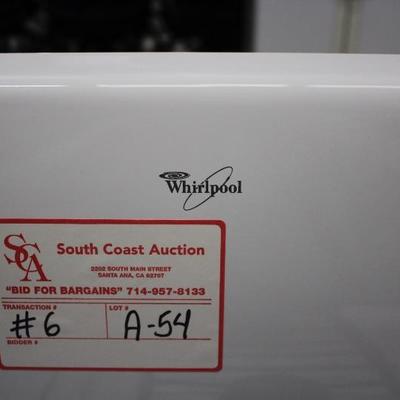 Whirlpool
SCA
South Coast Auction
2202 SOUTH MAIN STREET
SANTA ANA, CA 92707
"BID FOR BARGAINS" 714-957-8133
TRANSACTION # LOT #
#6 A-54
BIDDER #